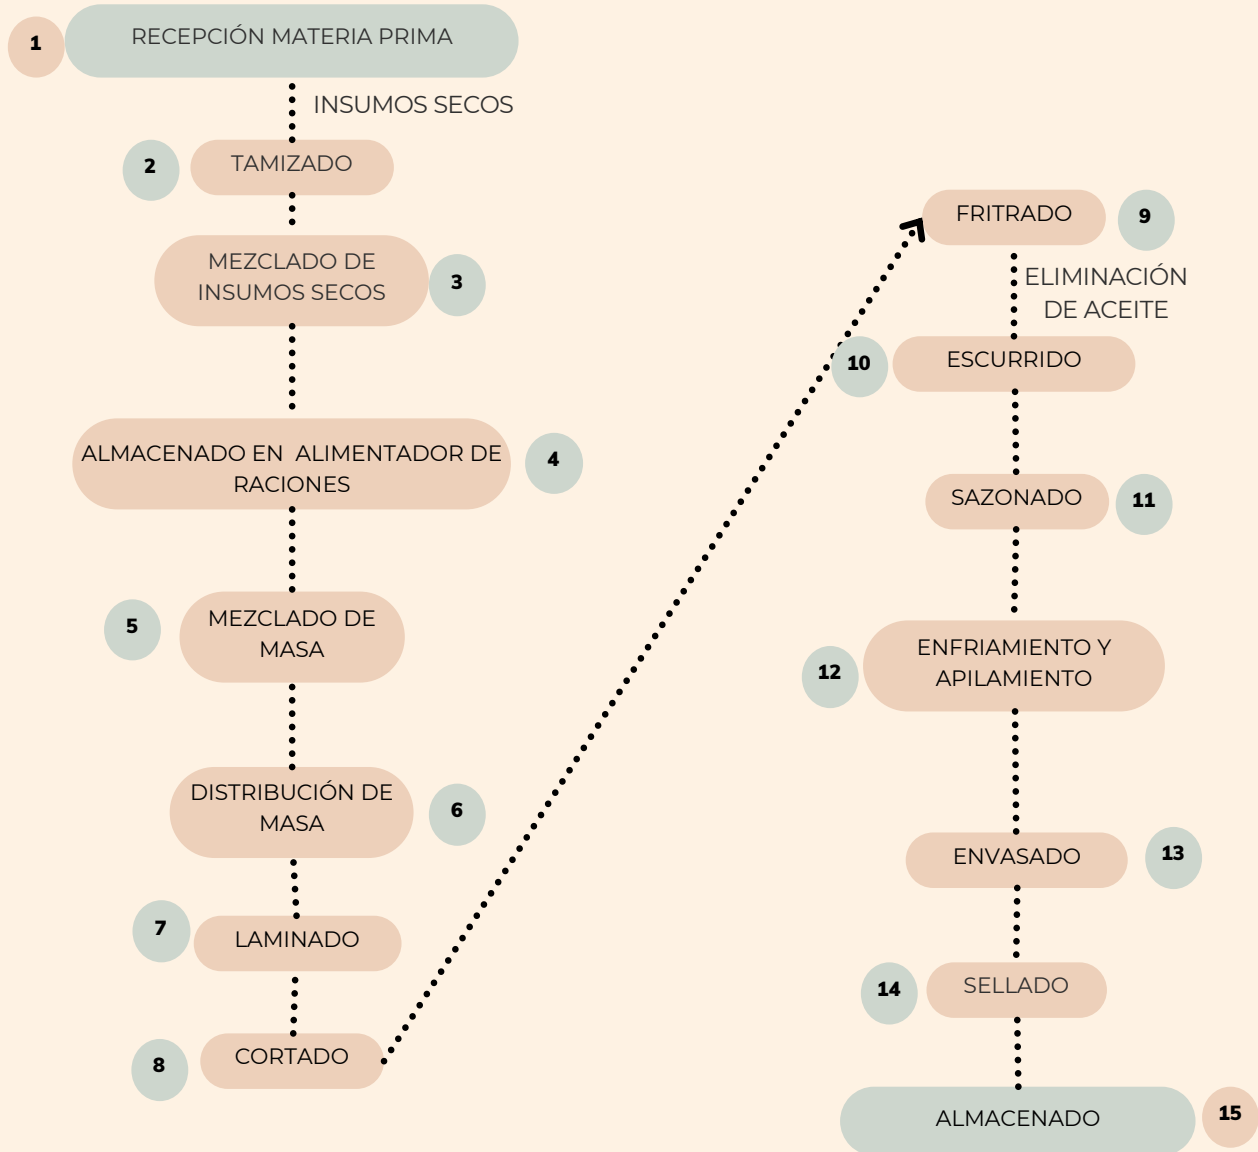 1
RECEPCIÓN MATERIA PRIMA
INSUMOS SECOS
2
TAMIZADO
MEZCLADO DE
INSUMOS SECOS
3
ALMACENADO EN ALIMENTADOR DE
RACIONES
4
5
MEZCLADO DE
MASA
DISTRIBUCIÓN DE
MASA
6
7
LAMINADO
8
CORTADO
FRITRADO
9
ELIMINACIÓN
DE ACEITE
10
ESCURRIDO
SAZONADO
11
12
ENFRIAMIENTO Y
APILAMIENTO
ENVASADO
13
14
SELLADO
ALMACENADO
15